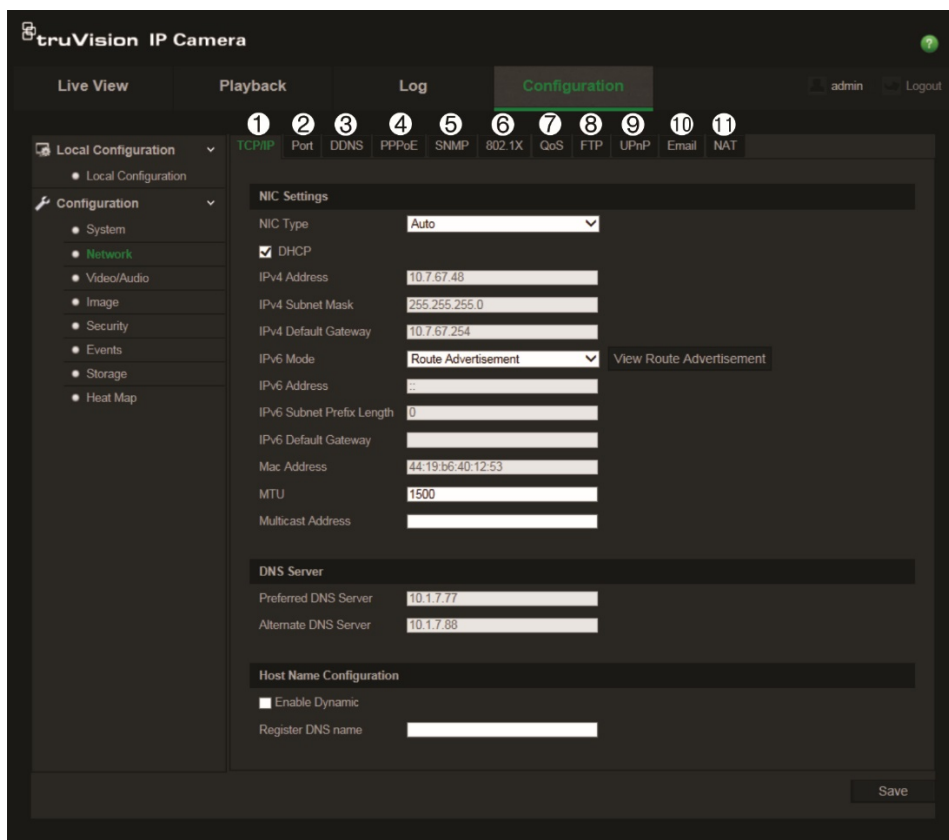 truVision IP Camera
?
Live View Playback Log Configuration admin Logout
1 2 3 4 5 6 7 8 9 10 11
TCP/IP Port DDNS PPPoE SNMP 802.1X QoS FTP UPnP Email NAT
Local Configuration
Local Configuration
Configuration
System
Network
Video/Audio
Image
Security
Events
Storage
Heat Map
NIC Settings
NIC Type Auto
DHCP
IPv4 Address 10.7.67.48
IPv4 Subnet Mask 255.255.255.0
IPv4 Default Gateway 10.7.67.254
IPv6 Mode Route Advertisement View Route Advertisement
IPv6 Address ::
IPv6 Subnet Prefix Length 0
IPv6 Default Gateway
Mac Address 44:19:b6:40:12:53
MTU 1500
Multicast Address
DNS Server
Preferred DNS Server 10.1.7.77
Alternate DNS Server 10.1.7.88
Host Name Configuration
Enable Dynamic
Register DNS name
Save